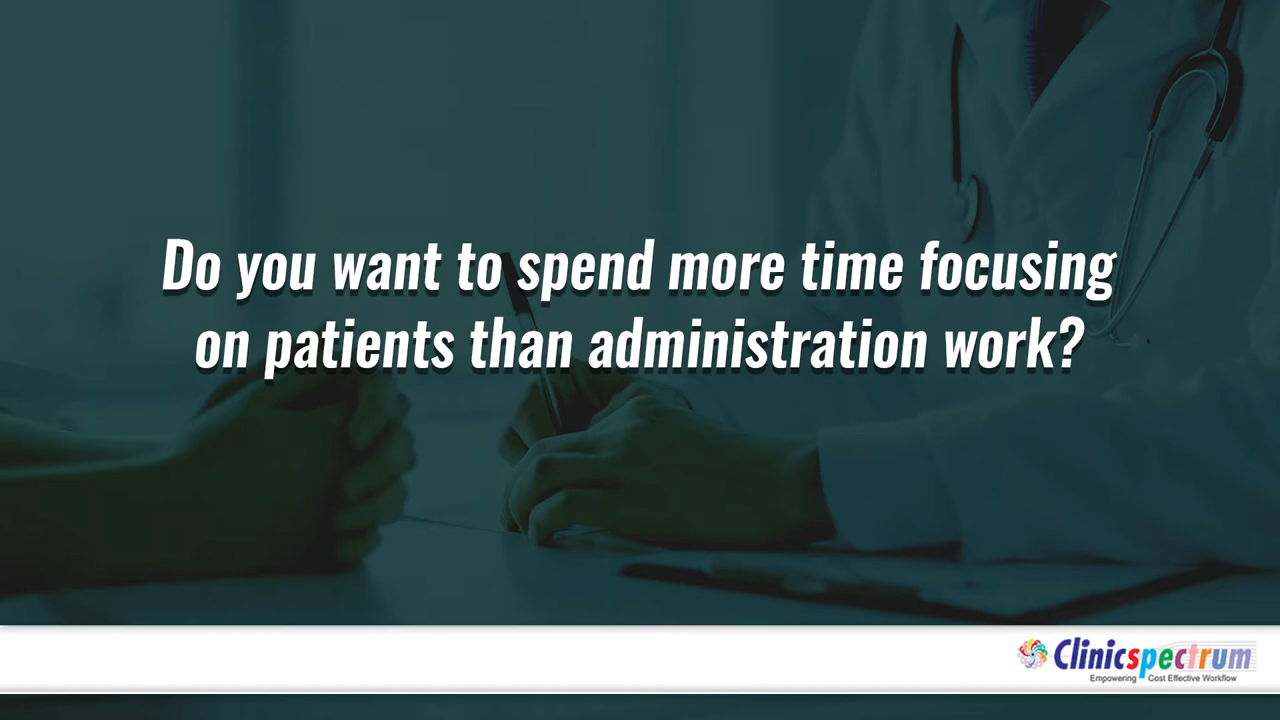 Do you want to spend more time focusing
on patients than administration work?
Clinicspectrum
Empowering Cost Effective Workflow